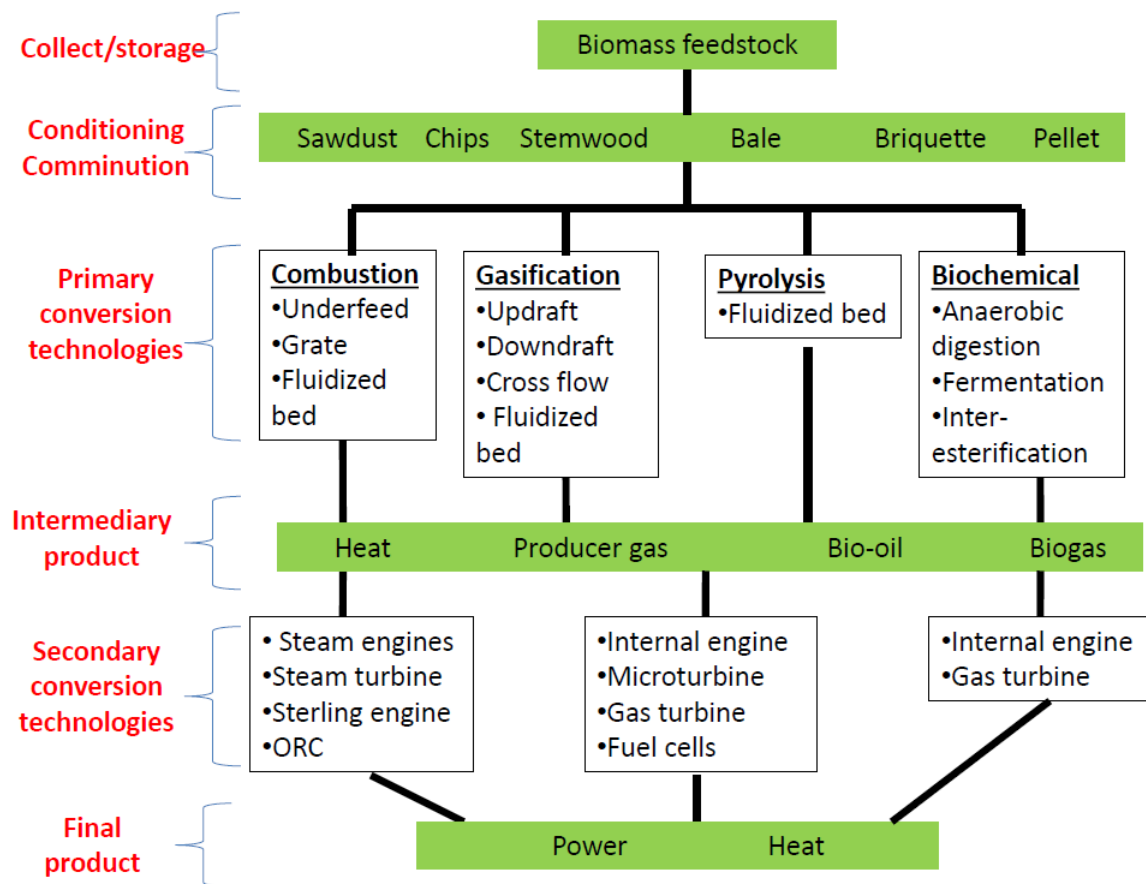 Collect/storage
Biomass feedstock
Conditioning
Comminution
Sawdust Chips Stemwood Bale Briquette Pellet
Primary
conversion
technologies
Combustion
•Underfeed
•Grate
•Fluidized
bed
Gasification
•Updraft
•Downdraft
•Cross flow
• Fluidized
bed
Pyrolysis
•Fluidized bed
Biochemical
•Anaerobic
digestion
•Fermentation
•Inter-
esterification
Intermediary
product
Heat Producer gas Bio-oil Biogas
Secondary
conversion
technologies
• Steam engines
•Steam turbine
•Sterling engine
•ORC
•Internal engine
•Microturbine
•Gas turbine
•Fuel cells
•Internal engine
•Gas turbine
Final
product
Power Heat